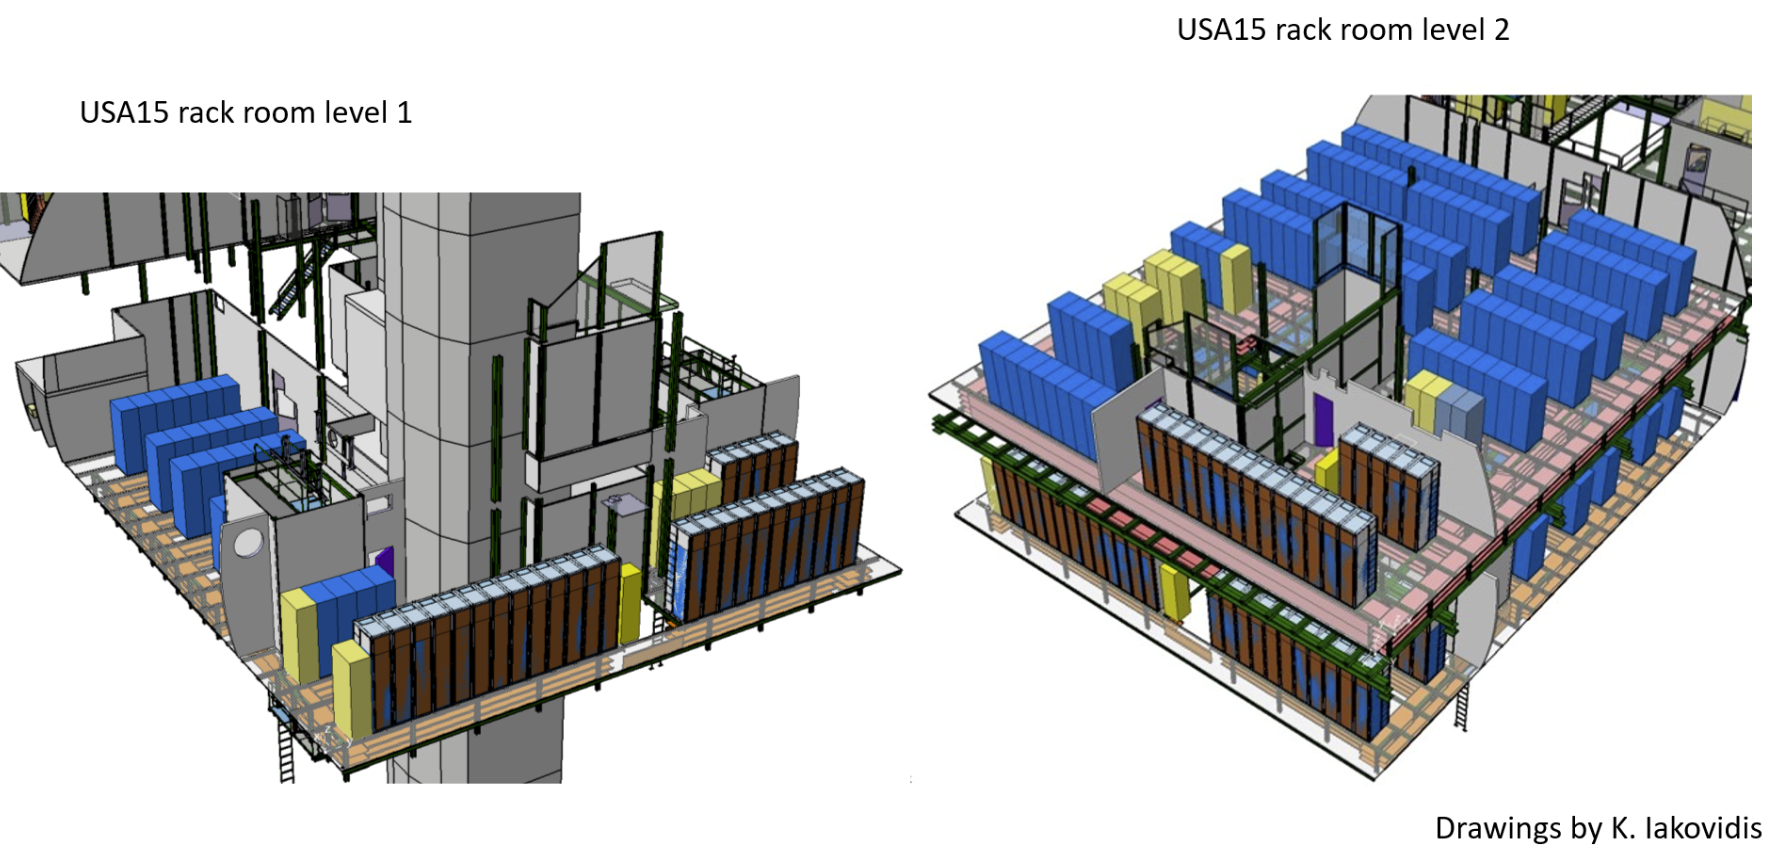 USA15 rack room level 2
USA15 rack room level 1
Drawings by K. Iakovidis